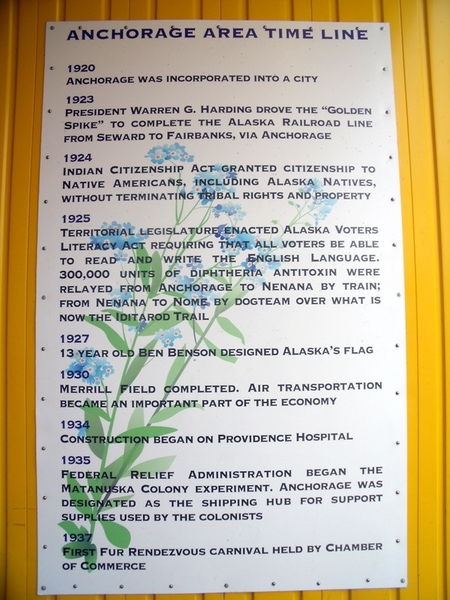 ANCHORAGE AREA TIME LINE
1920
ANCHORAGE WAS INCORPORATED INTO A CITY
1923
PRESIDENT WARREN G. HARDING DROVE THE “GOLDEN
SPIKE” TO COMPLETE THE ALASKA RAILROAD LINE
FROM SEWARD TO FAIRBANKS, VIA ANCHORAGE
1924
INDIAN CITIZENSHIP ACT GRANTED CITIZENSHIP TO
NATIVE AMERICANS, INCLUDING ALASKA NATIVES,
WITHOUT TERMINATING TRIBAL RIGHTS AND PROPERTY
1925
TERRITORIAL LEGISLATURE ENACTED ALASKA VOTERS
LITERACY ACT REQUIRING THAT ALL VOTERS BE ABLE
TO READ AND WRITE THE ENGLISH LANGUAGE.
300,000 UNITS OF DIPHTHERIA ANTITOXIN WERE
RELAYED FROM ANCHORAGE TO NENANA BY TRAIN;
FROM NENANA TO NOME BY DOGTEAM OVER WHAT IS
NOW THE IDITAROD TRAIL
1927
13 YEAR OLD BEN BENSON DESIGNED ALASKA’S FLAG
1930
MERRILL FIELD COMPLETED. AIR TRANSPORTATION
BECAME AN IMPORTANT PART OF THE ECONOMY
1934
CONSTRUCTION BEGAN ON PROVIDENCE HOSPITAL
1935
FEDERAL RELIEF ADMINISTRATION BEGAN THE
MATANUSKA COLONY EXPERIMENT. ANCHORAGE WAS
DESIGNATED AS THE SHIPPING HUB FOR SUPPORT
SUPPLIES USED BY THE COLONISTS
1937
FIRST FUR RENDEZVOUS CARNIVAL HELD BY CHAMBER
OF COMMERCE